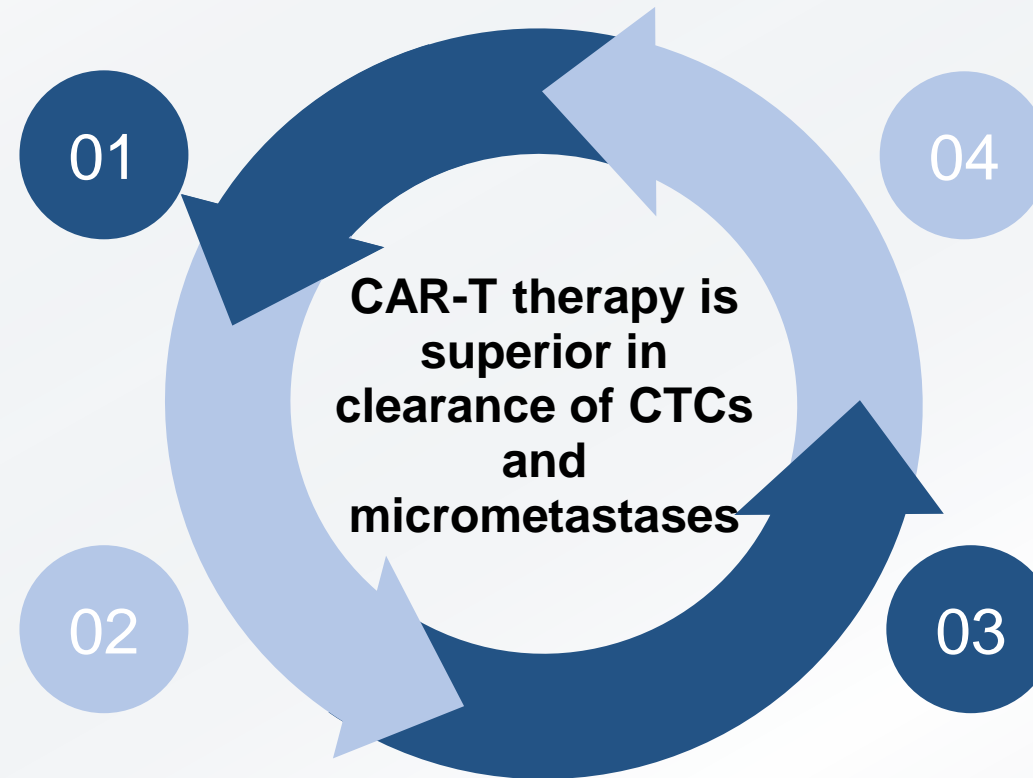 01
04
CAR-T therapy is
superior in
clearance of CTCs
and
micrometastases
02
03